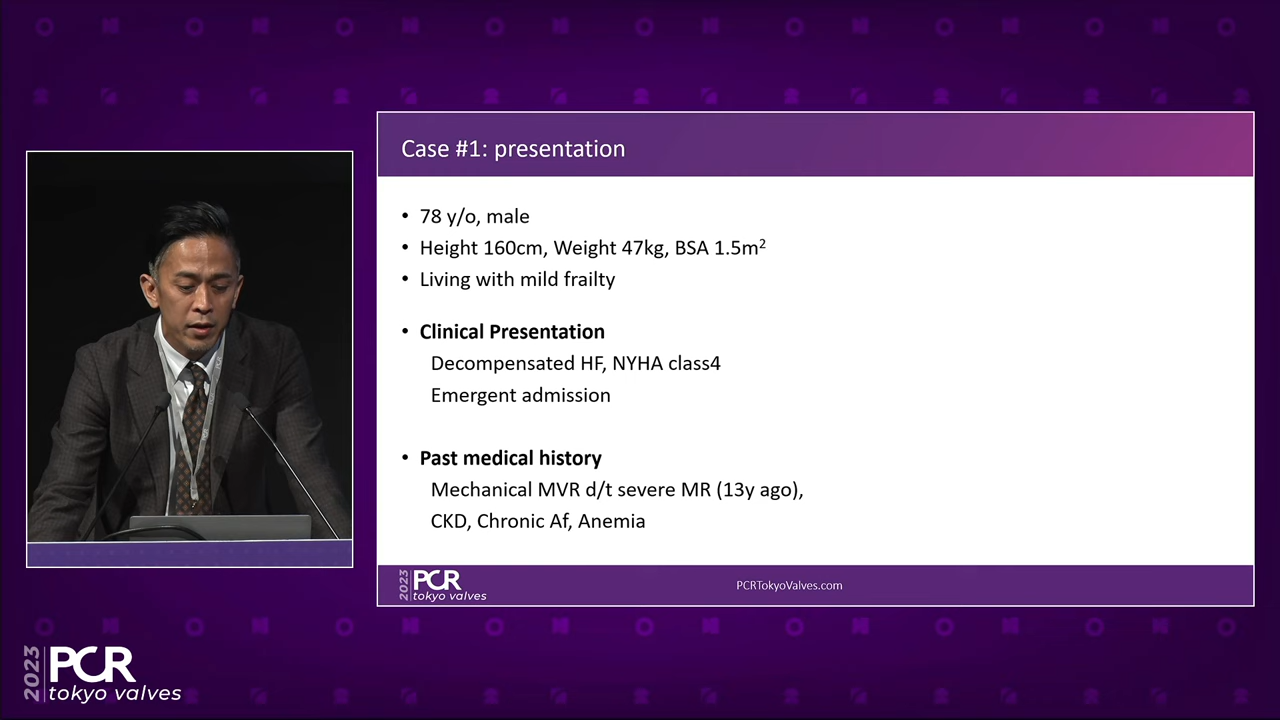 Case #1: presentation
• 78 y/o, male
• Height 160cm, Weight 47kg, BSA 1.5m²
• Living with mild frailty
• Clinical Presentation
Decompensated HF, NYHA class4
Emergent admission
• Past medical history
Mechanical MVR d/t severe MR (13y ago),
CKD, Chronic Af, Anemia
2023 PCR
tokyo valves
PCRTokyoValves.com
2023 PCR
tokyo valves